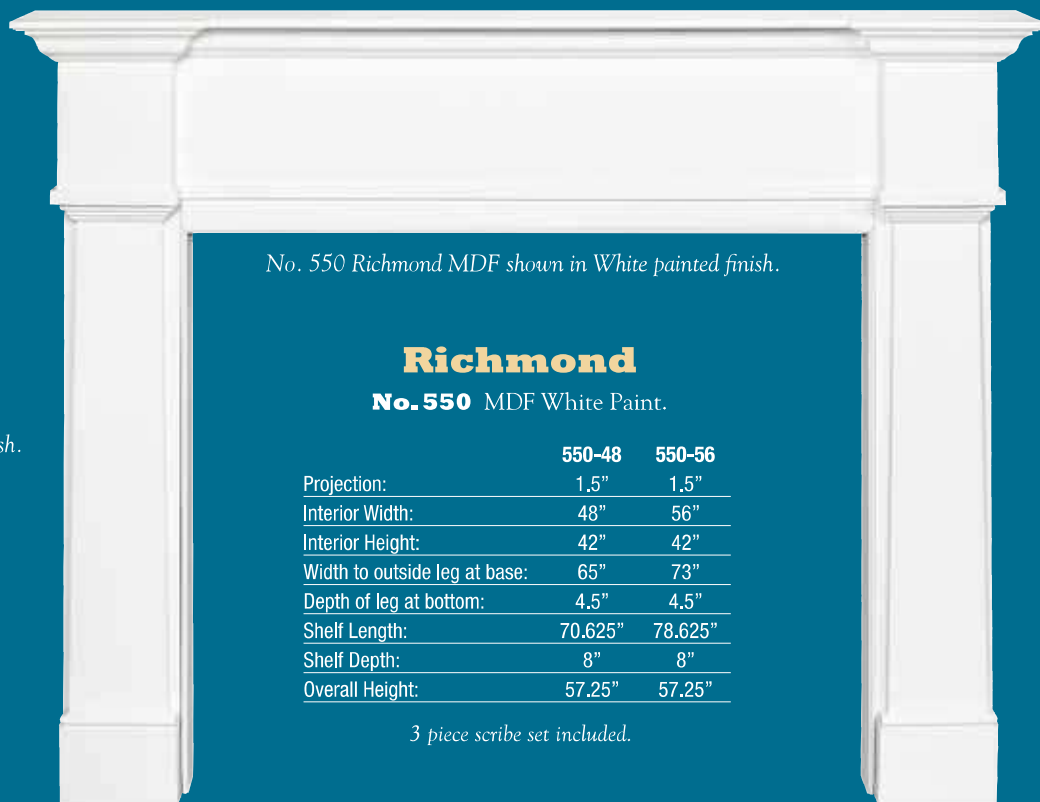 No. 550 Richmond MDF shown in White painted finish.
Richmond
No. 550 MDF White Paint.
550-48 550-56
Projection: 1.5” 1.5”
Interior Width: 48” 56”
Interior Height: 42” 42”
Width to outside leg at base: 65” 73”
Depth of leg at bottom: 4.5” 4.5”
Shelf Length: 70.625” 78.625”
Shelf Depth: 8” 8”
Overall Height: 57.25” 57.25”
3 piece scribe set included.